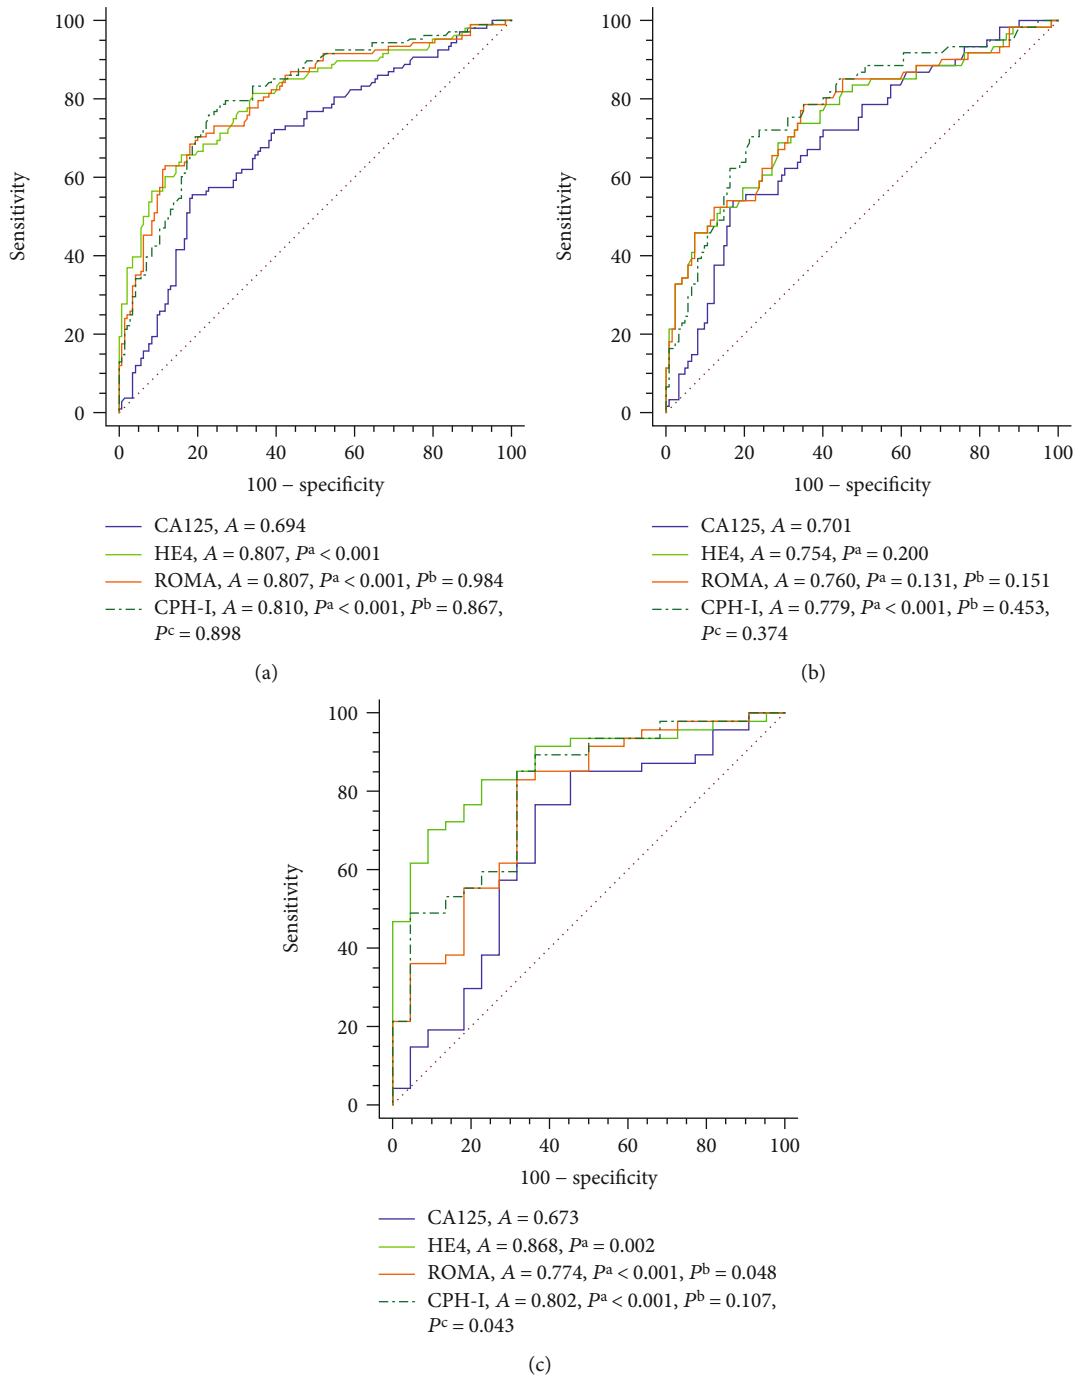 100
80
60
40
20
0
Sensitivity
0 20 40 60 80 100
100 – specificity
CA125, A = 0.694
HE4, A = 0.807, Pᵃ < 0.001
ROMA, A = 0.807, Pᵃ < 0.001, Pᵇ = 0.984
CPH-I, A = 0.810, Pᵃ < 0.001, Pᵇ = 0.867,
Pᶜ = 0.898
(a)
100
80
60
40
20
0
Sensitivity
0 20 40 60 80 100
100 – specificity
CA125, A = 0.701
HE4, A = 0.754, Pᵃ = 0.200
ROMA, A = 0.760, Pᵃ = 0.131, Pᵇ = 0.151
CPH-I, A = 0.779, Pᵃ < 0.001, Pᵇ = 0.453,
Pᶜ = 0.374
(b)
100
80
60
40
20
0
Sensitivity
0 20 40 60 80 100
100 – specificity
CA125, A = 0.673
HE4, A = 0.868, Pᵃ = 0.002
ROMA, A = 0.774, Pᵃ < 0.001, Pᵇ = 0.048
CPH-I, A = 0.802, Pᵃ < 0.001, Pᵇ = 0.107,
Pᶜ = 0.043
(c)